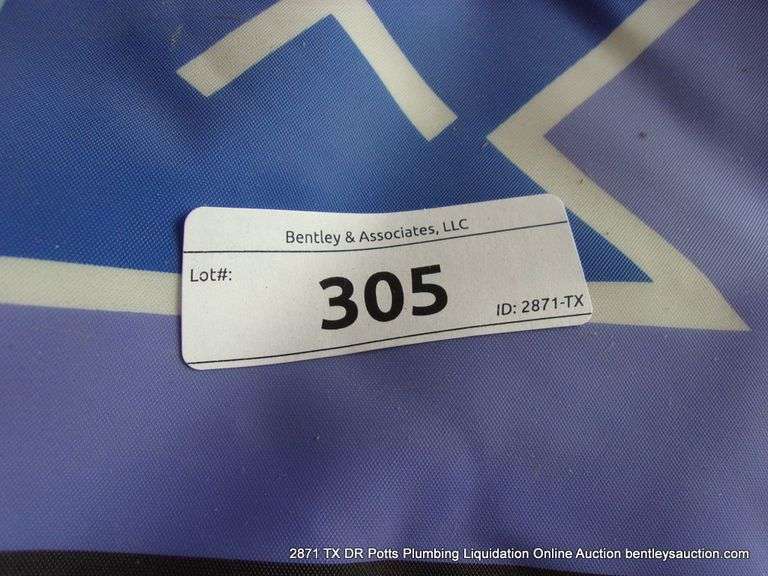 Bentley & Associates, LLC
Lot#:
305
ID: 2871-TX
2871 TX DR Potts Plumbing Liquidation Online Auction bentleysauction.com